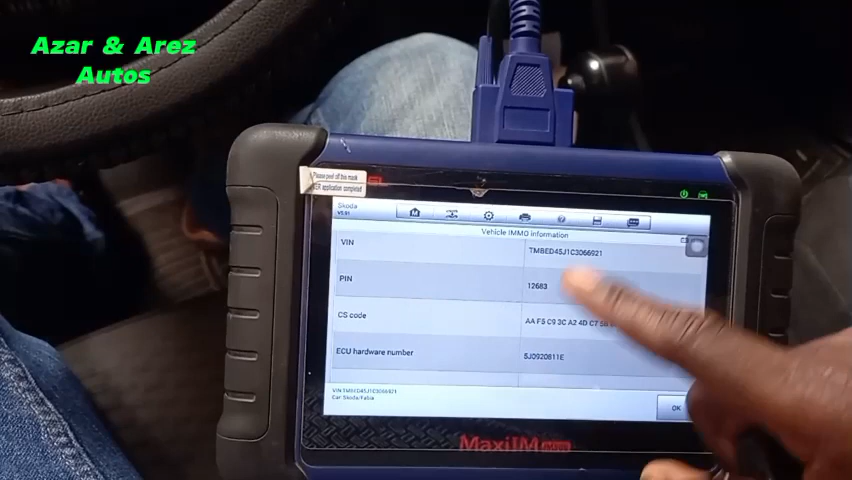 Azar & Arez
Autos
Please peel off this mask
application completed
Skoda
V5.51
Vehicle IMMO information
VIN
TMBED45J1C3066921
PIN
12683
CS code
AA F5 C9 3C A2 4D C7 5B
ECU hardware number
5J0920811E
VIN:TMBED45J1C3066921
Car: Skoda/Fabia
OK
MaxiIM